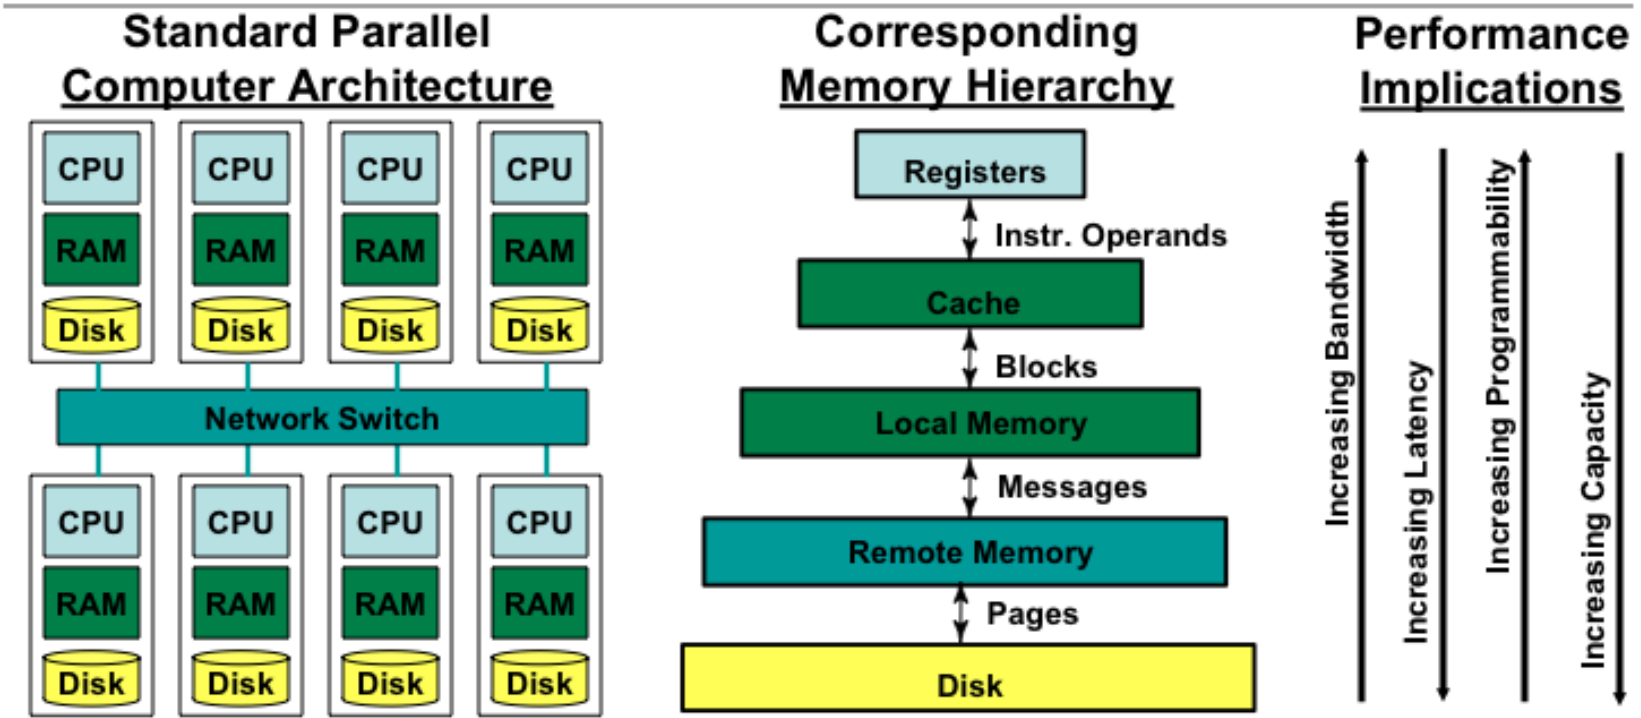 Standard Parallel
Computer Architecture
CPU
CPU
CPU
CPU
RAM
RAM
RAM
RAM
Disk
Disk
Disk
Disk
Network Switch
CPU
CPU
CPU
CPU
RAM
RAM
RAM
RAM
Disk
Disk
Disk
Disk
Corresponding
Memory Hierarchy
Registers
Instr. Operands
Cache
Blocks
Local Memory
Messages
Remote Memory
Pages
Disk
Performance
Implications
Increasing Bandwidth
Increasing Latency
Increasing Programmability
Increasing Capacity